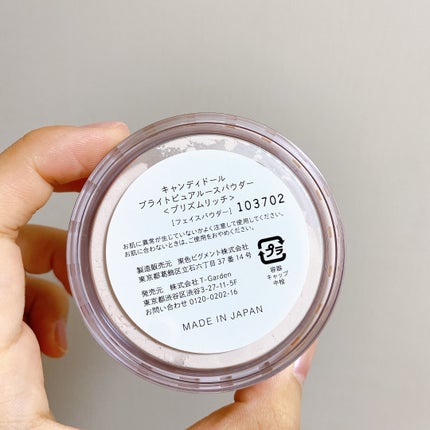 キャンディドール
ブライトピュアルースパウダー
＜プリズムリッチ＞
［フェイスパウダー］ 103702
お肌に異常が生じていないかよく注意して使用してください。
お肌に合わないときは、ご使用をおやめください。
製造販売元 東色ピグメント株式会社
東京都葛飾区立石六丁目37番14号
発売元 株式会社T-Garden
東京都渋谷区渋谷3-27-11-5F
お問い合わせ 0120-0202-16
プラ
容器
キャップ
中栓
MADE IN JAPAN